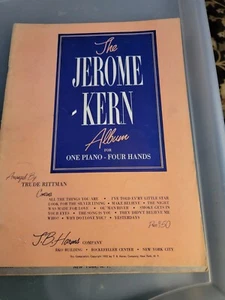 The
JEROME
KERN
Album
FOR
ONE PIANO - FOUR HANDS
Arranged By
TRUDE RITTMAN
Contents
ALL THE THINGS YOU ARE • I'VE TOLD EV'RY LITTLE STAR
LOOK FOR THE SILVER LINING • MAKE BELIEVE • THE NIGHT
WAS MADE FOR LOVE • OL' MAN RIVER • SMOKE GETS IN
YOUR EYES • THE SONG IS YOU • THEY DIDN'T BELIEVE ME
WHO? • WHY DO I LOVE YOU? • YESTERDAYS
T.B. Harms COMPANY
RKO BUILDING • ROCKEFELLER CENTER • NEW YORK CITY